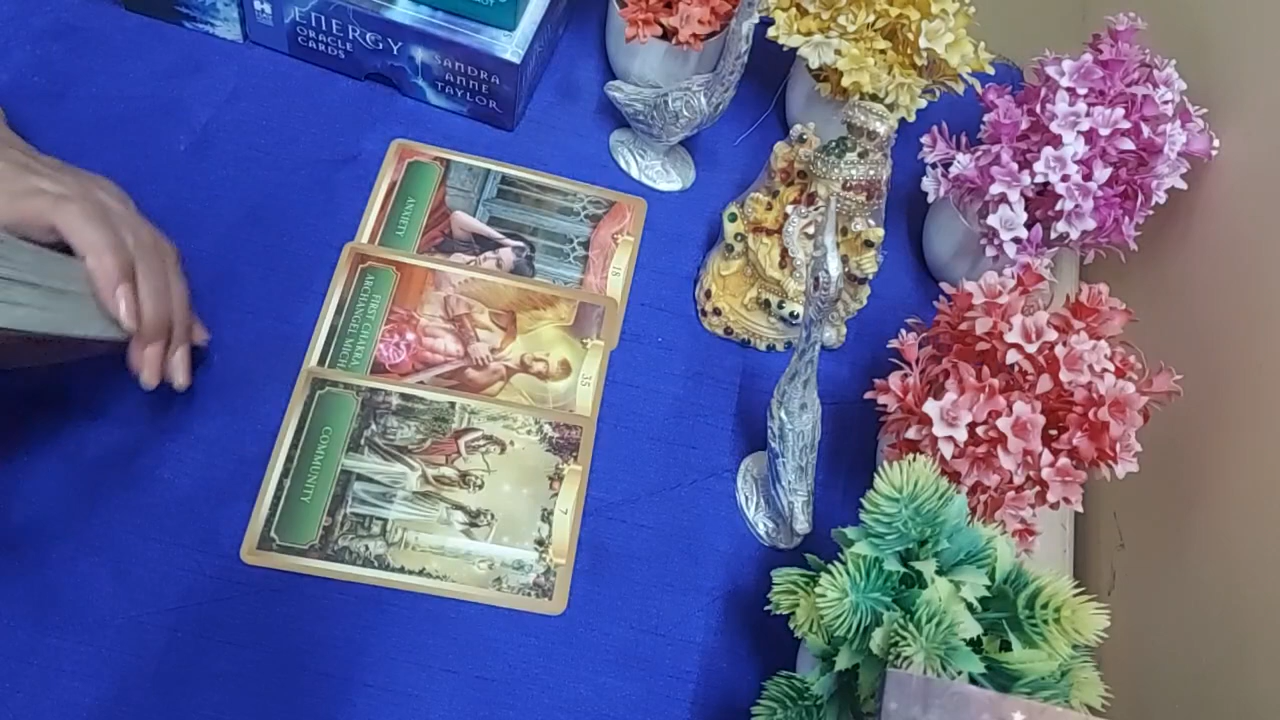 ENERGY
ORACLE
CARDS
SANDRA
ANNE
TAYLOR
ANXIETY
18
FIRST CHAKRA,
ARCHANGEL MICH
35
COMMUNITY
7